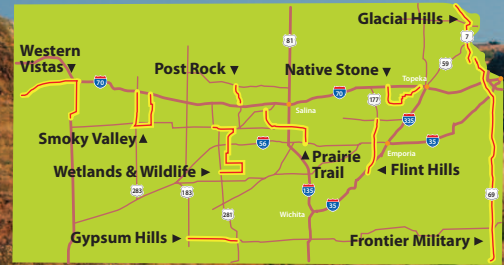 Glacial Hills ►
7
81
Western
Vistas ▼
59
Post Rock ▼
Native Stone ▼
Topeka
70
70
70
177
Salina
335
Smoky Valley ▲
56
Prairie
Trail
▲
Emporia
35
Wetlands & Wildlife ►
◄ Flint Hills
283
183
135
69
281
Wichita
35
Gypsum Hills ►
Frontier Military ►